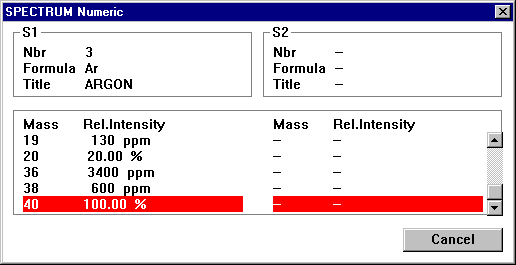 SPECTRUM Numeric
S1
Nbr 3
Formula Ar
Title ARGON
S2
Nbr –
Formula –
Title –
Mass Rel.Intensity Mass Rel.Intensity
19 130 ppm – –
20 20.00 % – –
36 3400 ppm – –
38 600 ppm – –
40 100.00 % – –
Cancel